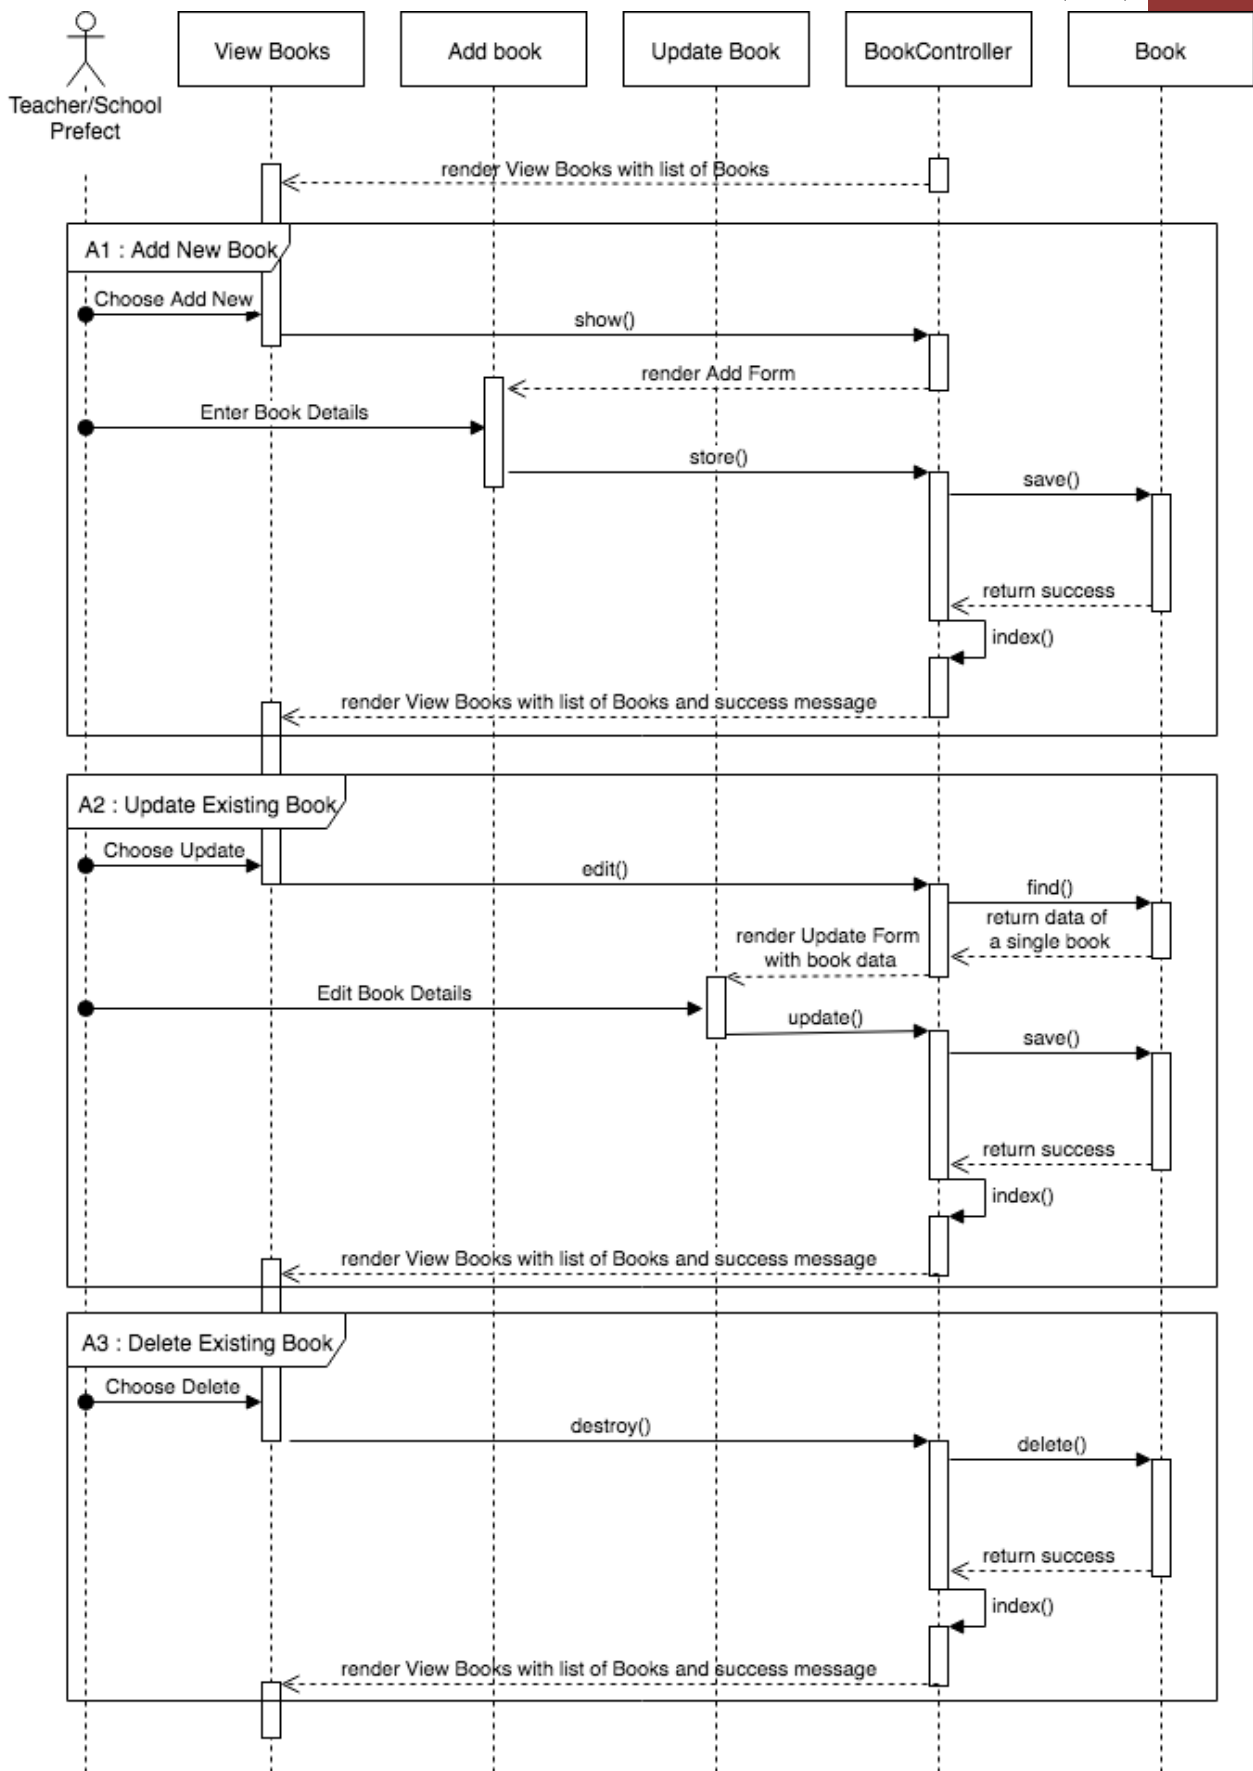 View Books
Add book
Update Book
BookController
Book
Teacher/School
Prefect
render View Books with list of Books
A1 : Add New Book
Choose Add New
show()
render Add Form
Enter Book Details
store()
save()
return success
index()
render View Books with list of Books and success message
A2 : Update Existing Book
Choose Update
edit()
find()
return data of
a single book
render Update Form
with book data
Edit Book Details
update()
save()
return success
index()
render View Books with list of Books and success message
A3 : Delete Existing Book
Choose Delete
destroy()
delete()
return success
index()
render View Books with list of Books and success message